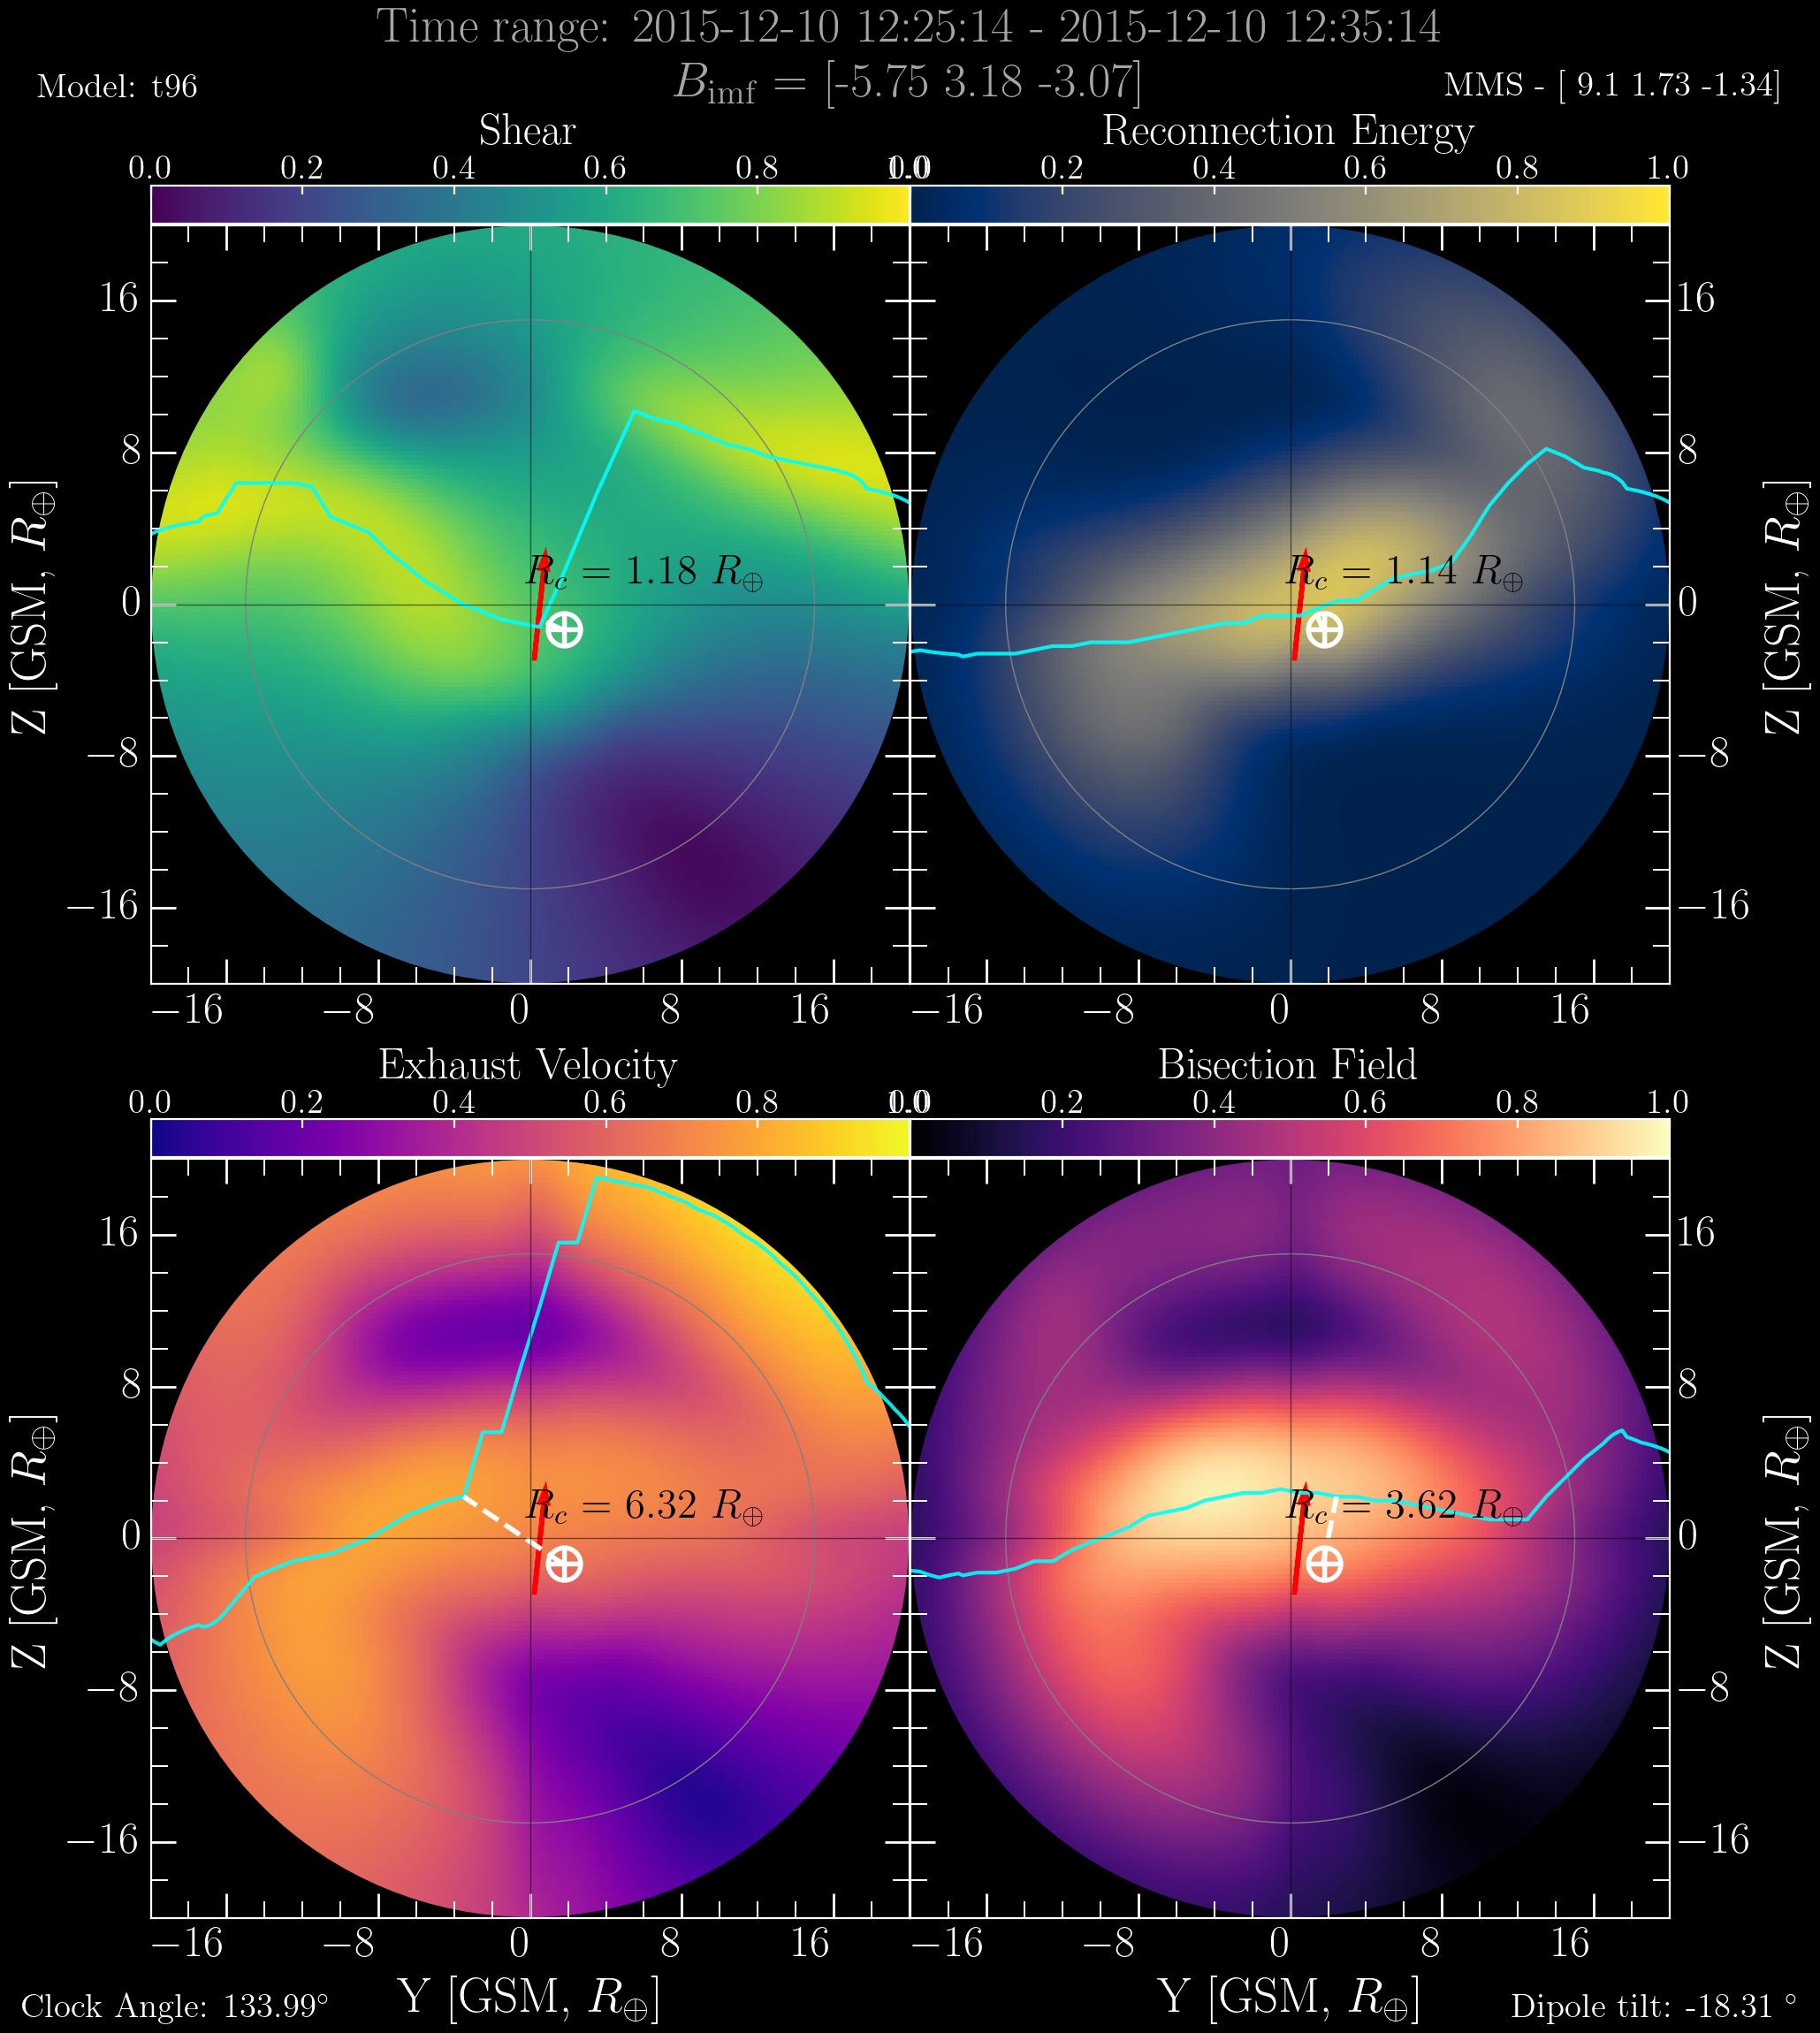 Time range: 2015-12-10 12:25:14 - 2015-12-10 12:35:14
Model: t96
B_imf = [-5.75 3.18 -3.07]
MMS - [ 9.1 1.73 -1.34]
Shear
Reconnection Energy
0.0 0.2 0.4 0.6 0.8 1.0
0.2 0.4 0.6 0.8 1.0
16
8
0
−8
−16
Z [GSM, R⊕]
R_c = 1.18 R⊕
R_c = 1.14 R⊕
16
8
0
−8
−16
Z [GSM, R⊕]
−16 −8 0 8 16
−16 −8 0 8 16
Exhaust Velocity
Bisection Field
0.0 0.2 0.4 0.6 0.8 1.0
0.2 0.4 0.6 0.8 1.0
16
8
0
−8
−16
Z [GSM, R⊕]
R_c = 6.32 R⊕
R_c = 3.62 R⊕
16
8
0
−8
−16
Z [GSM, R⊕]
−16 −8 0 8 16
−16 −8 0 8 16
Y [GSM, R⊕]
Y [GSM, R⊕]
Clock Angle: 133.99°
Dipole tilt: -18.31 °